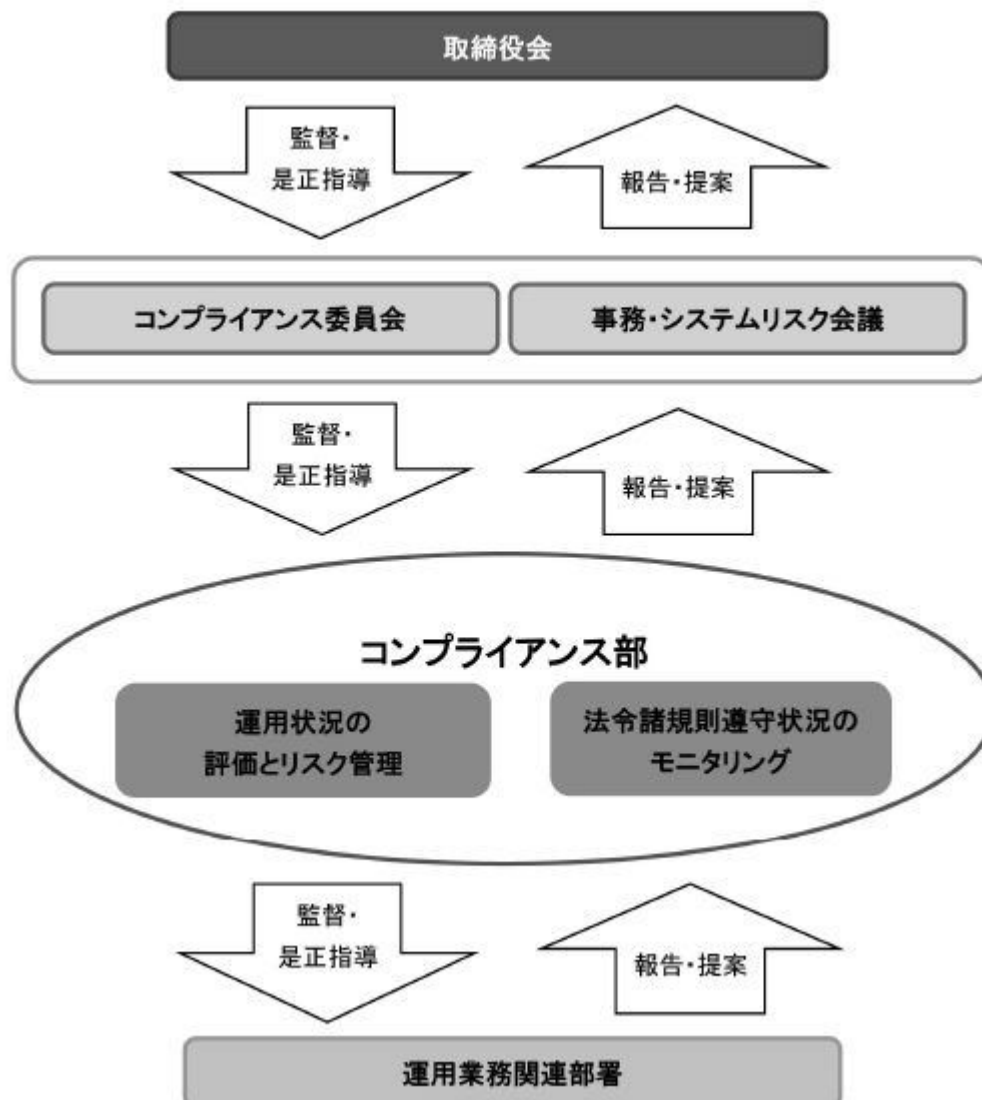 取締役会
監督・
是正指導
報告・提案
コンプライアンス委員会
事務・システムリスク会議
監督・
是正指導
報告・提案
コンプライアンス部
運用状況の
評価とリスク管理
法令諸規則遵守状況の
モニタリング
監督・
是正指導
報告・提案
運用業務関連部署